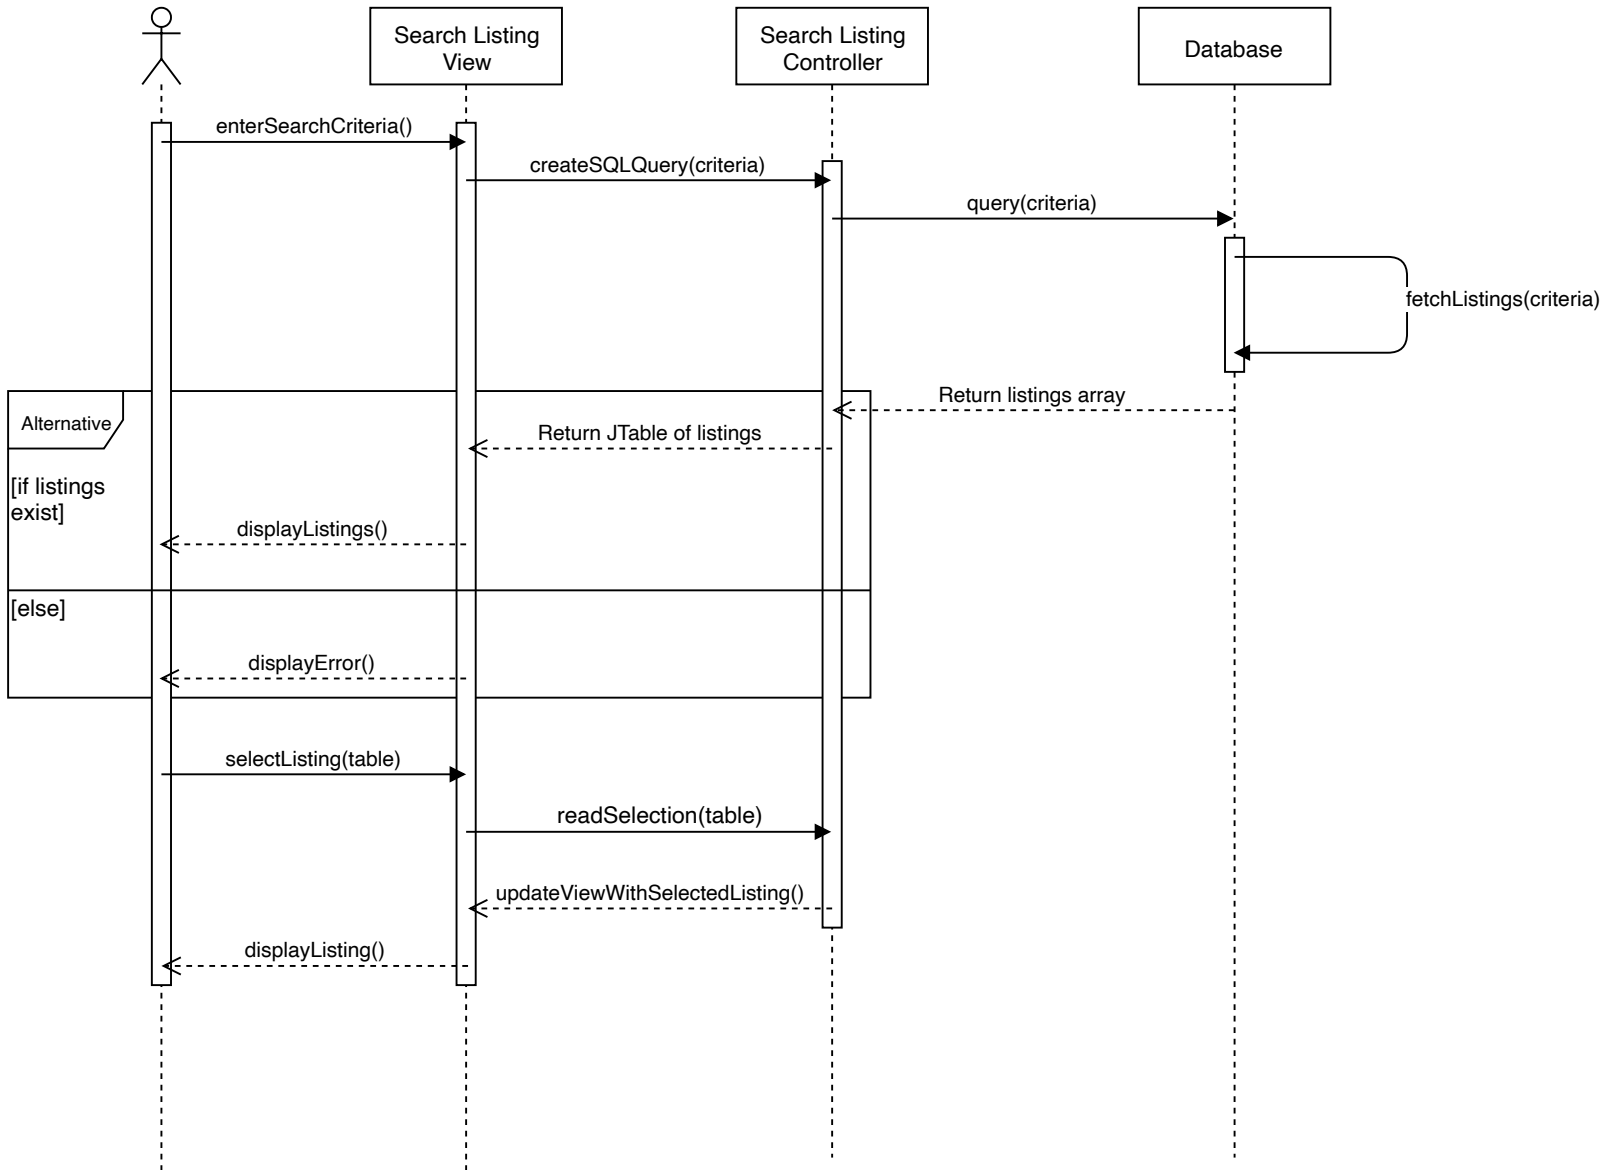 Search Listing
View
Search Listing
Controller
Database
enterSearchCriteria()
createSQLQuery(criteria)
query(criteria)
fetchListings(criteria)
Return listings array
Alternative
Return JTable of listings
[if listings
exist]
displayListings()
[else]
displayError()
selectListing(table)
readSelection(table)
updateViewWithSelectedListing()
displayListing()